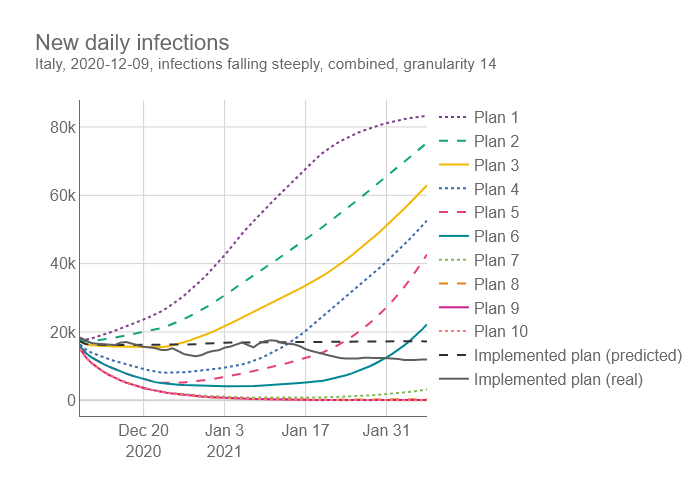 New daily infections
Italy, 2020-12-09, infections falling steeply, combined, granularity 14
80k
60k
40k
20k
0
Dec 20
2020
Jan 3
2021
Jan 17
Jan 31
Plan 1
Plan 2
Plan 3
Plan 4
Plan 5
Plan 6
Plan 7
Plan 8
Plan 9
Plan 10
Implemented plan (predicted)
Implemented plan (real)